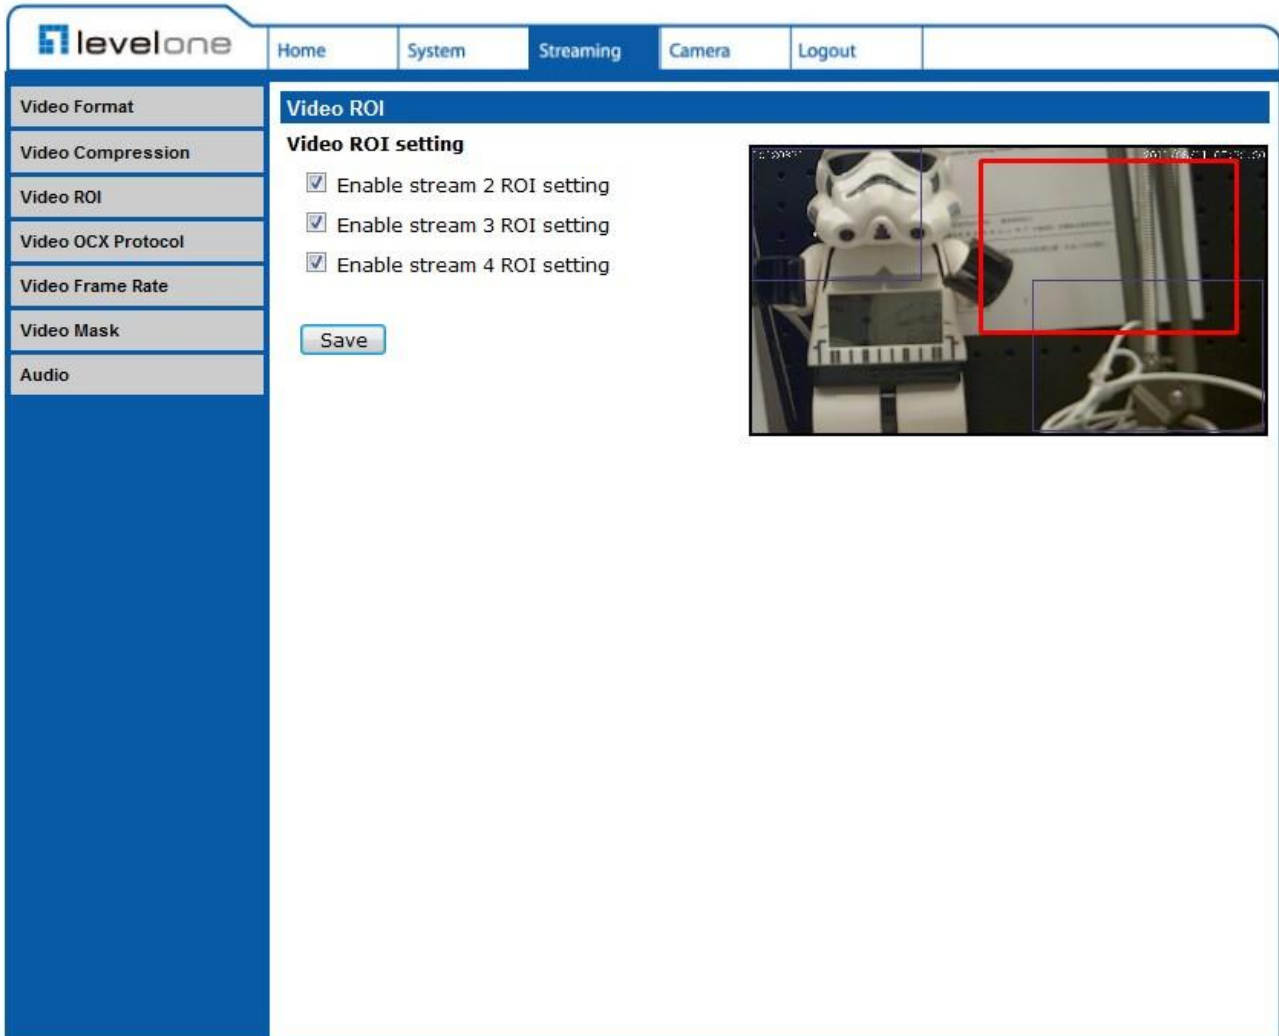 levelone
Home System Streaming Camera Logout
Video Format
Video Compression
Video ROI
Video OCX Protocol
Video Frame Rate
Video Mask
Audio
Video ROI
Video ROI setting
Enable stream 2 ROI setting
Enable stream 3 ROI setting
Enable stream 4 ROI setting
Save